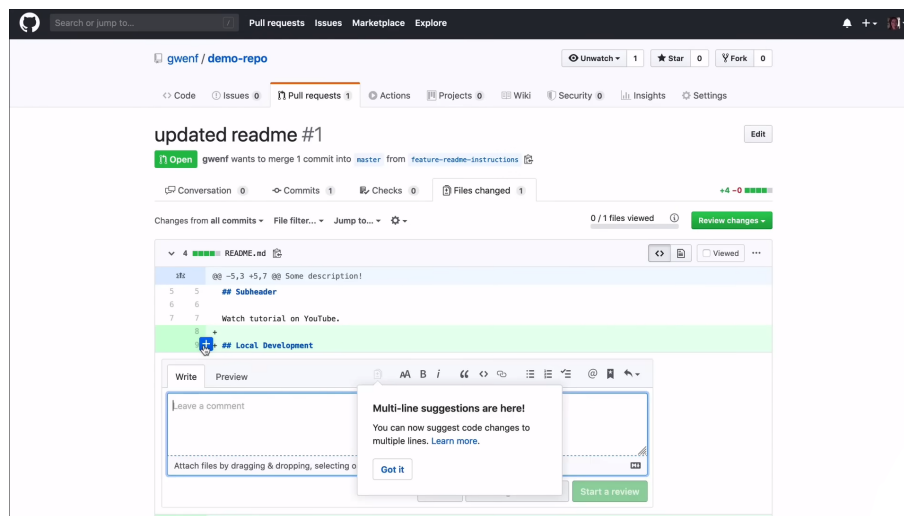 Search or jump to... / Pull requests Issues Marketplace Explore
gwenf / demo-repo Unwatch 1 Star 0 Fork 0
Code Issues 0 Pull requests 1 Actions Projects 0 Wiki Security 0 Insights Settings
updated readme #1 Edit
Open gwenf wants to merge 1 commit into master from feature-readme-instructions
Conversation 0 Commits 1 Checks 0 Files changed 1 +4 −0
Changes from all commits File filter... Jump to... 0 / 1 files viewed Review changes
4 README.md <> Viewed ...
@@ -5,3 +5,7 @@ Some description!
5 5 ## Subheader
6 6
7 7 Watch tutorial on YouTube.
8 +
+ ## Local Development
Write Preview AA B i
Leave a comment
Multi-line suggestions are here!
You can now suggest code changes to
multiple lines. Learn more.
Attach files by dragging & dropping, selecting
Got it
Start a review